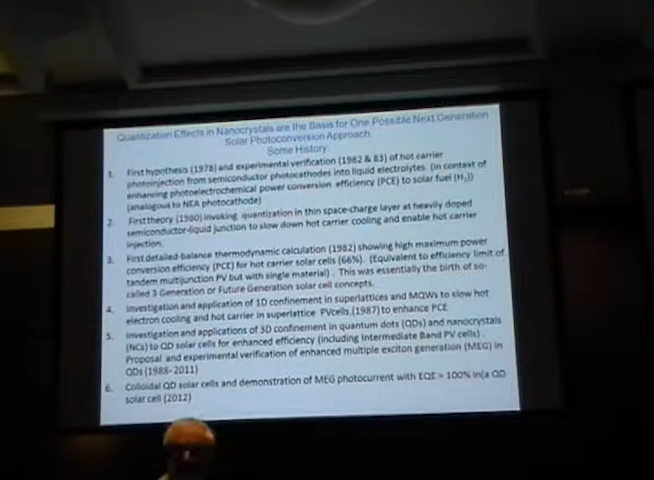 Quantization Effects in Nanocrystals are the Basis for One Possible Next Generation
Solar Photoconversion Approach.
Some History
1. First hypothesis (1978) and experimental verification (1982 & 83) of hot carrier
photoinjection from semiconductor photocathodes into liquid electrolytes (in context of
enhancing photoelectrochemical power conversion efficiency (PCE) to solar fuel (H2))
(analogous to NEA photocathode)
2. First theory (1980) invoking quantization in thin space-charge layer at heavily doped
semiconductor-liquid junction to slow down hot carrier cooling and enable hot carrier
injection.
3. First detailed-balance thermodynamic calculation (1982) showing high maximum power
conversion efficiency (PCE) for hot carrier solar cells (66%). (Equivalent to efficiency limit of
tandem multijunction PV but with single material). This was essentially the birth of so-
called 3 Generation or Future Generation solar cell concepts.
4. Investigation and application of 1D confinement in superlattices and MQWs to slow hot
electron cooling and hot carrier in superlattice PVcells.(1987) to enhance PCE
5. Investigation and applications of 3D confinement in quantum dots (QDs) and nanocrystals
(NCs) to QD solar cells for enhanced efficiency (including Intermediate Band PV cells).
Proposal and experimental verification of enhanced multiple exciton generation (MEG) in
QDs (1988-2011)
6. Colloidal QD solar cells and demonstration of MEG photocurrent with EQE > 100% in(a QD
solar cell (2012)